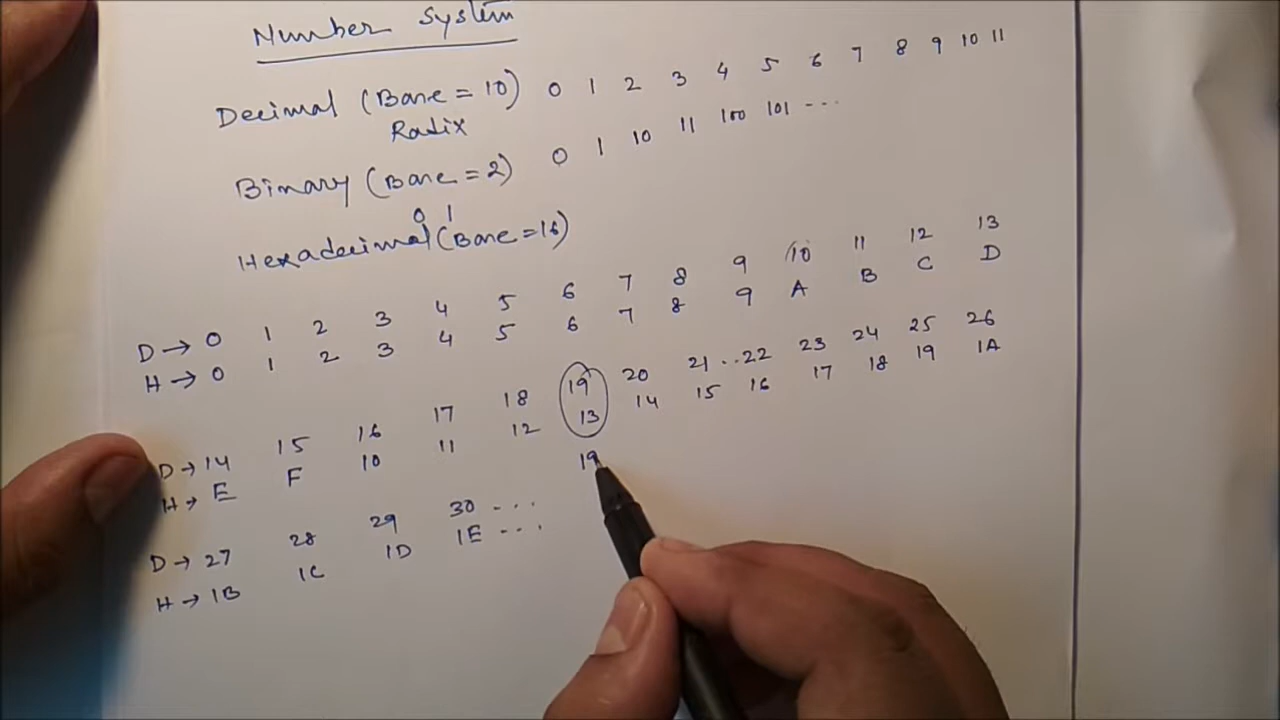 Number System
Decimal (Base = 10) 0 1 2 3 4 5 6 7 8 9 10 11
Radix
Binary (Base = 2) 0 1 10 11 100 101 ...
0 1
Hexadecimal (Base = 16)
D → 0 1 2 3 4 5 6 7 8 9 10 11 12 13
H → 0 1 2 3 4 5 6 7 8 9 A B C D
D → 14 15 16 17 18 19 20 21 .. 22 23 24 25 26
H → E F 10 11 12 13 14 15 16 17 18 19 1A
19
D → 27 28 29 30 ...
H → 1B 1C 1D 1E ...